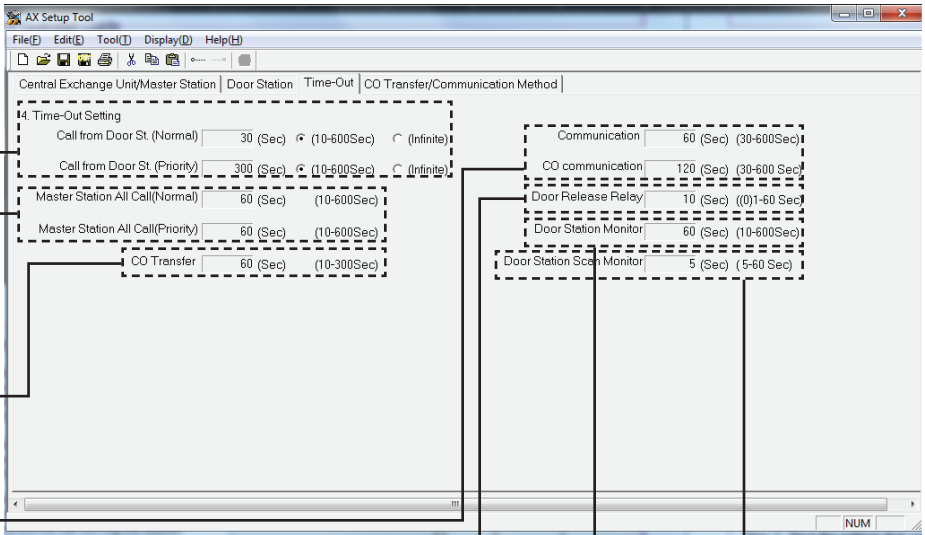 AX Setup Tool
File(F) Edit(E) Tool(T) Display(D) Help(H)
Central Exchange Unit/Master Station Door Station Time-Out CO Transfer/Communication Method
4. Time-Out Setting
Call from Door St. (Normal) 30 (Sec) (10-600Sec) (Infinite)
Call from Door St. (Priority) 300 (Sec) (10-600Sec) (Infinite)
Master Station All Call(Normal) 60 (Sec) (10-600Sec)
Master Station All Call(Priority) 60 (Sec) (10-600Sec)
CO Transfer 60 (Sec) (10-300Sec)
Communication 60 (Sec) (30-600Sec)
CO communication 120 (Sec) (30-600 Sec)
Door Release Relay 10 (Sec) ((0)1-60 Sec)
Door Station Monitor 60 (Sec) (10-600Sec)
Door Station Scan Monitor 5 (Sec) ( 5-60 Sec)
NUM